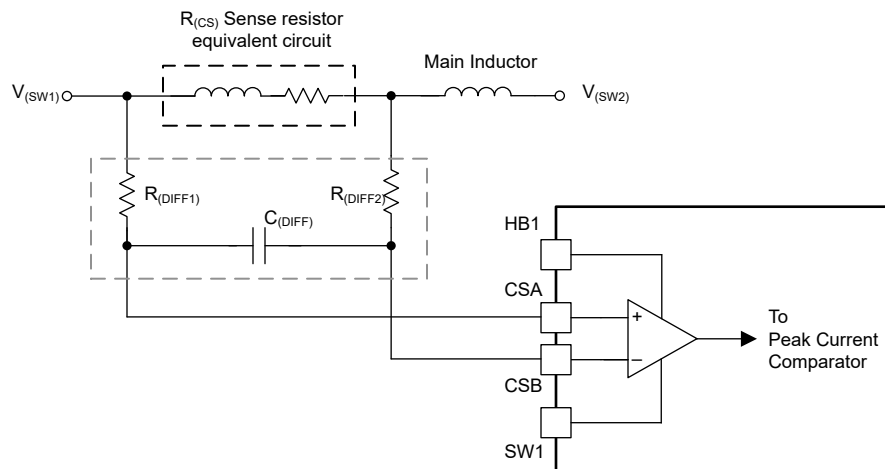 R(CS) Sense resistor
equivalent circuit
Main Inductor
V(SW1)
V(SW2)
R(DIFF1)
R(DIFF2)
C(DIFF)
HB1
CSA
+
To
Peak Current
Comparator
–
CSB
SW1